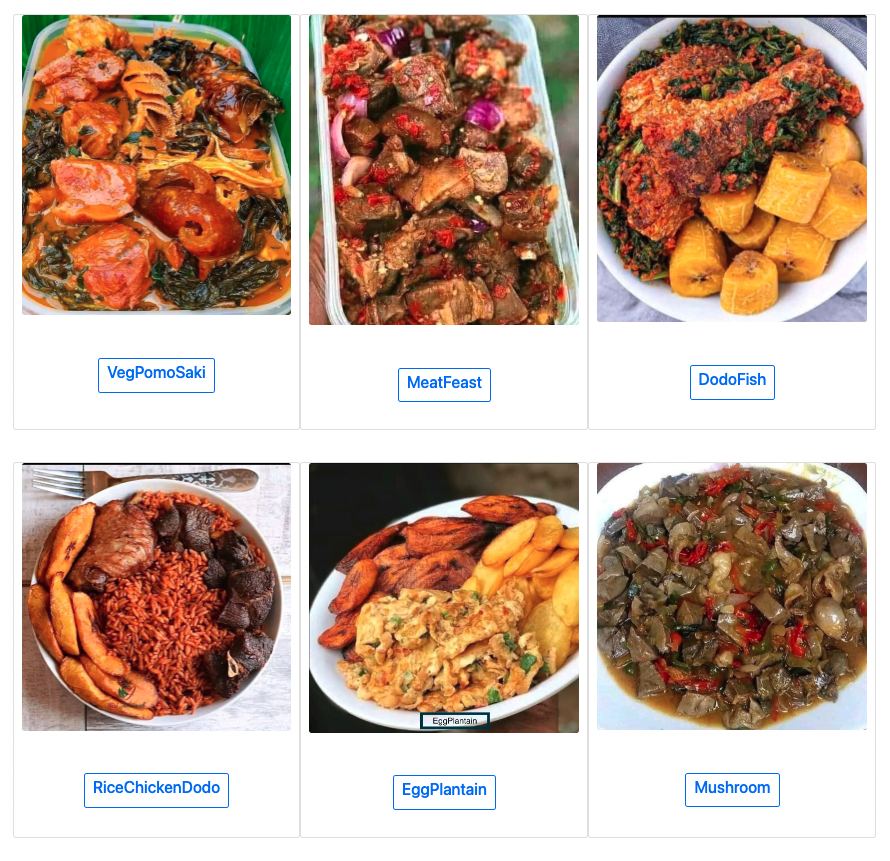 VegPomoSaki
MeatFeast
DodoFish
EggPlantain
RiceChickenDodo
EggPlantain
Mushroom